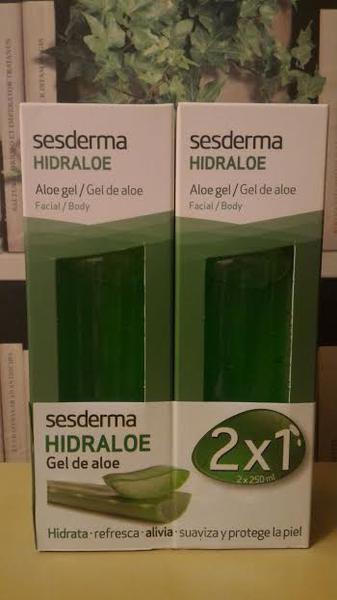 sesderma
HIDRALOE
Aloe gel / Gel de aloe
Facial / Body
sesderma
HIDRALOE
Aloe gel / Gel de aloe
Facial / Body
sesderma
HIDRALOE
Gel de aloe
2x1
2 x 250 ml
Hidrata · refresca · alivia · suaviza y protege la piel